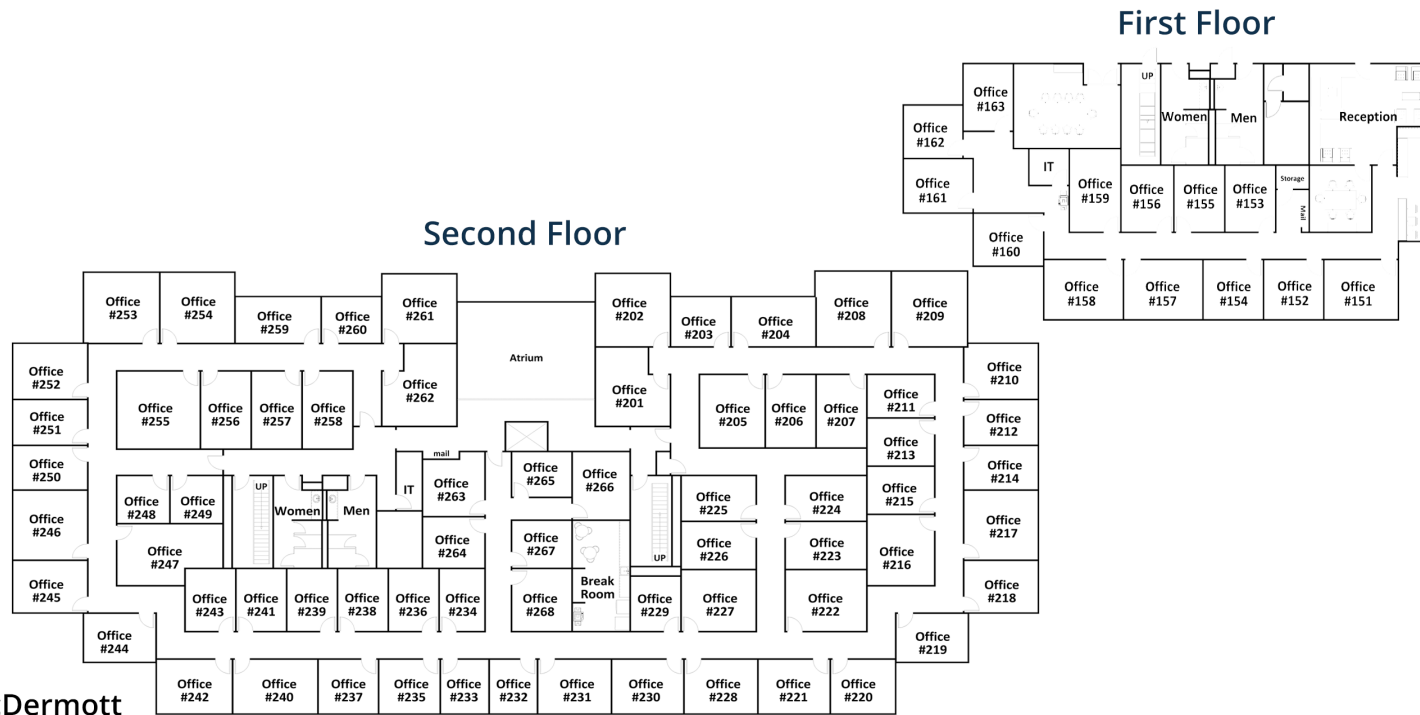 First Floor
UP
Office
#163
Women
Men
Reception
Office
#162
IT
Office
#161
Office
#159
Office
#156
Office
#155
Office
#153
Storage
Mail
Office
#160
Office
#158
Office
#157
Office
#154
Office
#152
Office
#151
Second Floor
Office
#253
Office
#254
Office
#259
Office
#260
Office
#261
Atrium
Office
#202
Office
#203
Office
#204
Office
#208
Office
#209
Office
#252
Office
#262
Office
#201
Office
#210
Office
#251
Office
#255
Office
#256
Office
#257
Office
#258
Office
#205
Office
#206
Office
#207
Office
#211
Office
#212
Office
#250
mail
Office
#213
Office
#214
Office
#248
Office
#249
UP
Women
Men
IT
Office
#263
Office
#265
Office
#266
Office
#225
Office
#224
Office
#215
Office
#246
Office
#247
Office
#264
Office
#267
UP
Office
#226
Office
#223
Office
#216
Office
#217
Office
#245
Office
#243
Office
#241
Office
#239
Office
#238
Office
#236
Office
#234
Office
#268
Break
Room
Office
#229
Office
#227
Office
#222
Office
#218
Office
#244
Office
#219
Office
#242
Office
#240
Office
#237
Office
#235
Office
#233
Office
#232
Office
#231
Office
#230
Office
#228
Office
#221
Office
#220
Dermott